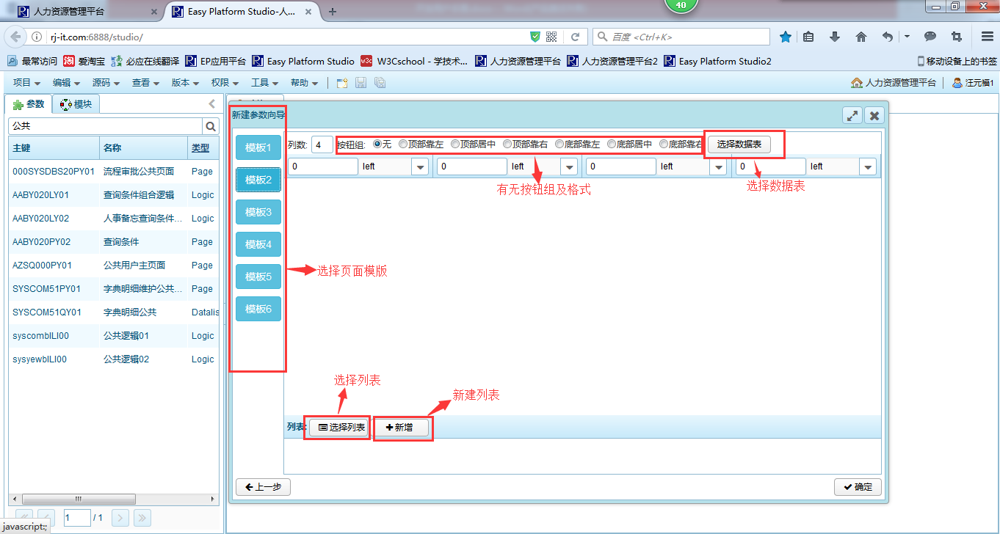 人力资源管理平台
Easy Platform Studio-人...
40
rj-it.com:6888/studio/
百度 <Ctrl+K>
最常访问
淘 爱淘宝
必应在线翻译
EP应用平台
Easy Platform Studio
w3c W3Cschool - 学技术...
人力资源管理平台
人力资源管理平台2
Easy Platform Studio2
移动设备上的书签
项目 编辑 源码 查看 版本 权限 工具 帮助
人力资源管理平台
汪元福1
参数 模块
公共
主键 名称 类型
000SYSDBS20PY01 流程审批公共页面 Page
AABY020LY01 查询条件组合逻辑 Logic
AABY020LY02 人事备忘查询条件... Logic
AABY020PY02 查询条件 Page
AZSQ000PY01 公共用户主页面 Page
SYSCOM51PY01 字典明细维护公共... Page
SYSCOM51QY01 字典明细公共 Datalis
syscomblLI00 公共逻辑01 Logic
sysyewblLI00 公共逻辑02 Logic
1 / 1
javascript:;
新建参数向导
模板1
模板2
模板3
模板4
模板5
模板6
列数: 4 按钮组: 无 顶部靠左 顶部居中 顶部靠右 底部靠左 底部居中 底部靠右 选择数据表
0 left 0 left 0 left 0 left
有无按钮组及格式
选择数据表
选择页面模版
选择列表
新建列表
列表: 选择列表 新增
上一步
确定